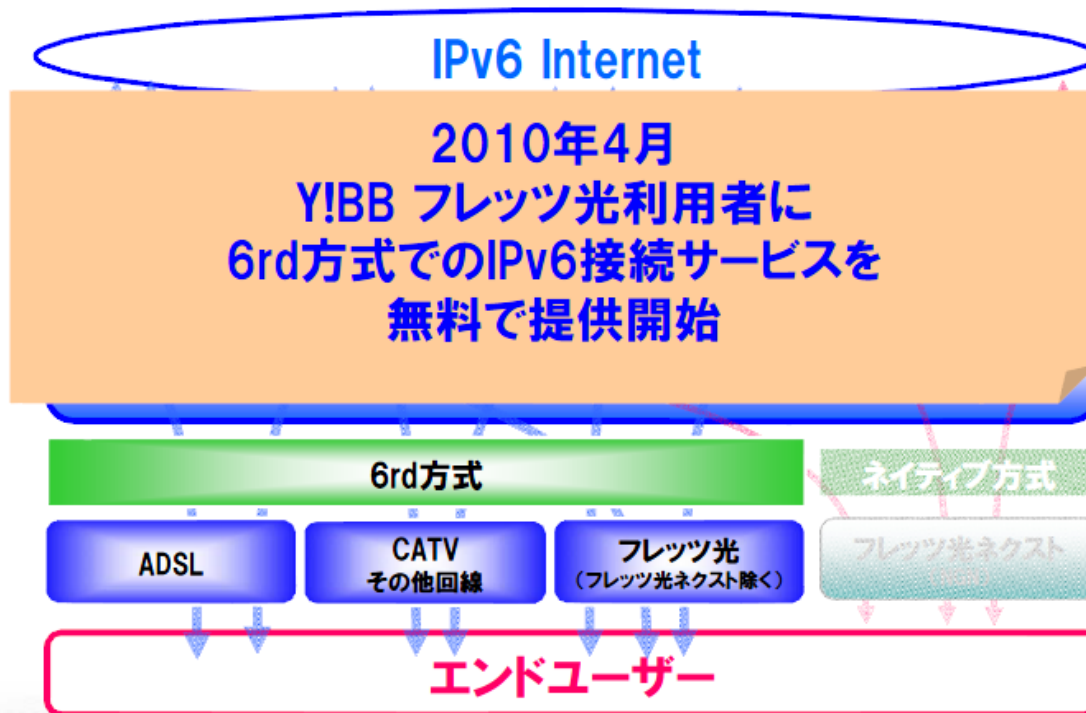 IPv6 Internet
2010年4月
Y!BB フレッツ光利用者に
6rd方式でのIPv6接続サービスを
無料で提供開始
6rd方式
ネイティブ方式
ADSL
CATV
その他回線
フレッツ光
(フレッツ光ネクスト除く)
フレッツ光ネクスト
エンドユーザー